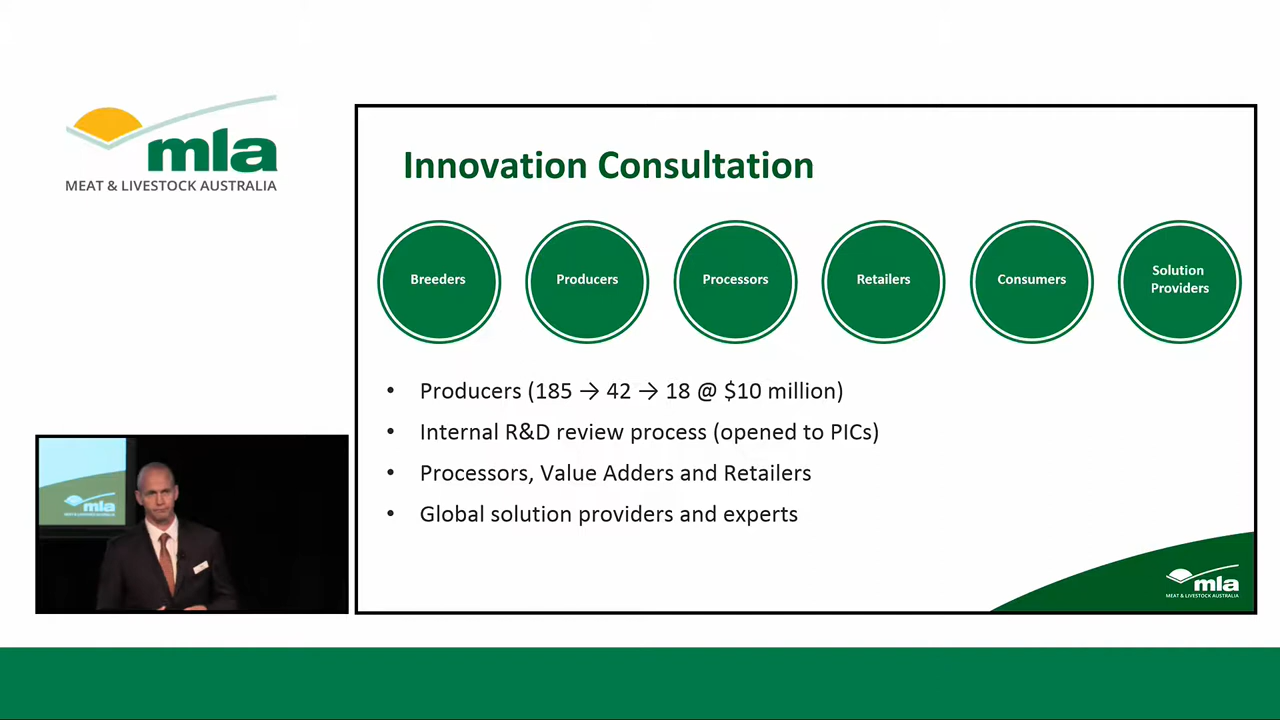 mla
MEAT & LIVESTOCK AUSTRALIA
Innovation Consultation
Breeders
Producers
Processors
Retailers
Consumers
Solution
Providers
• Producers (185 → 42 → 18 @ $10 million)
• Internal R&D review process (opened to PICs)
• Processors, Value Adders and Retailers
• Global solution providers and experts
mla
mla
MEAT & LIVESTOCK AUSTRALIA